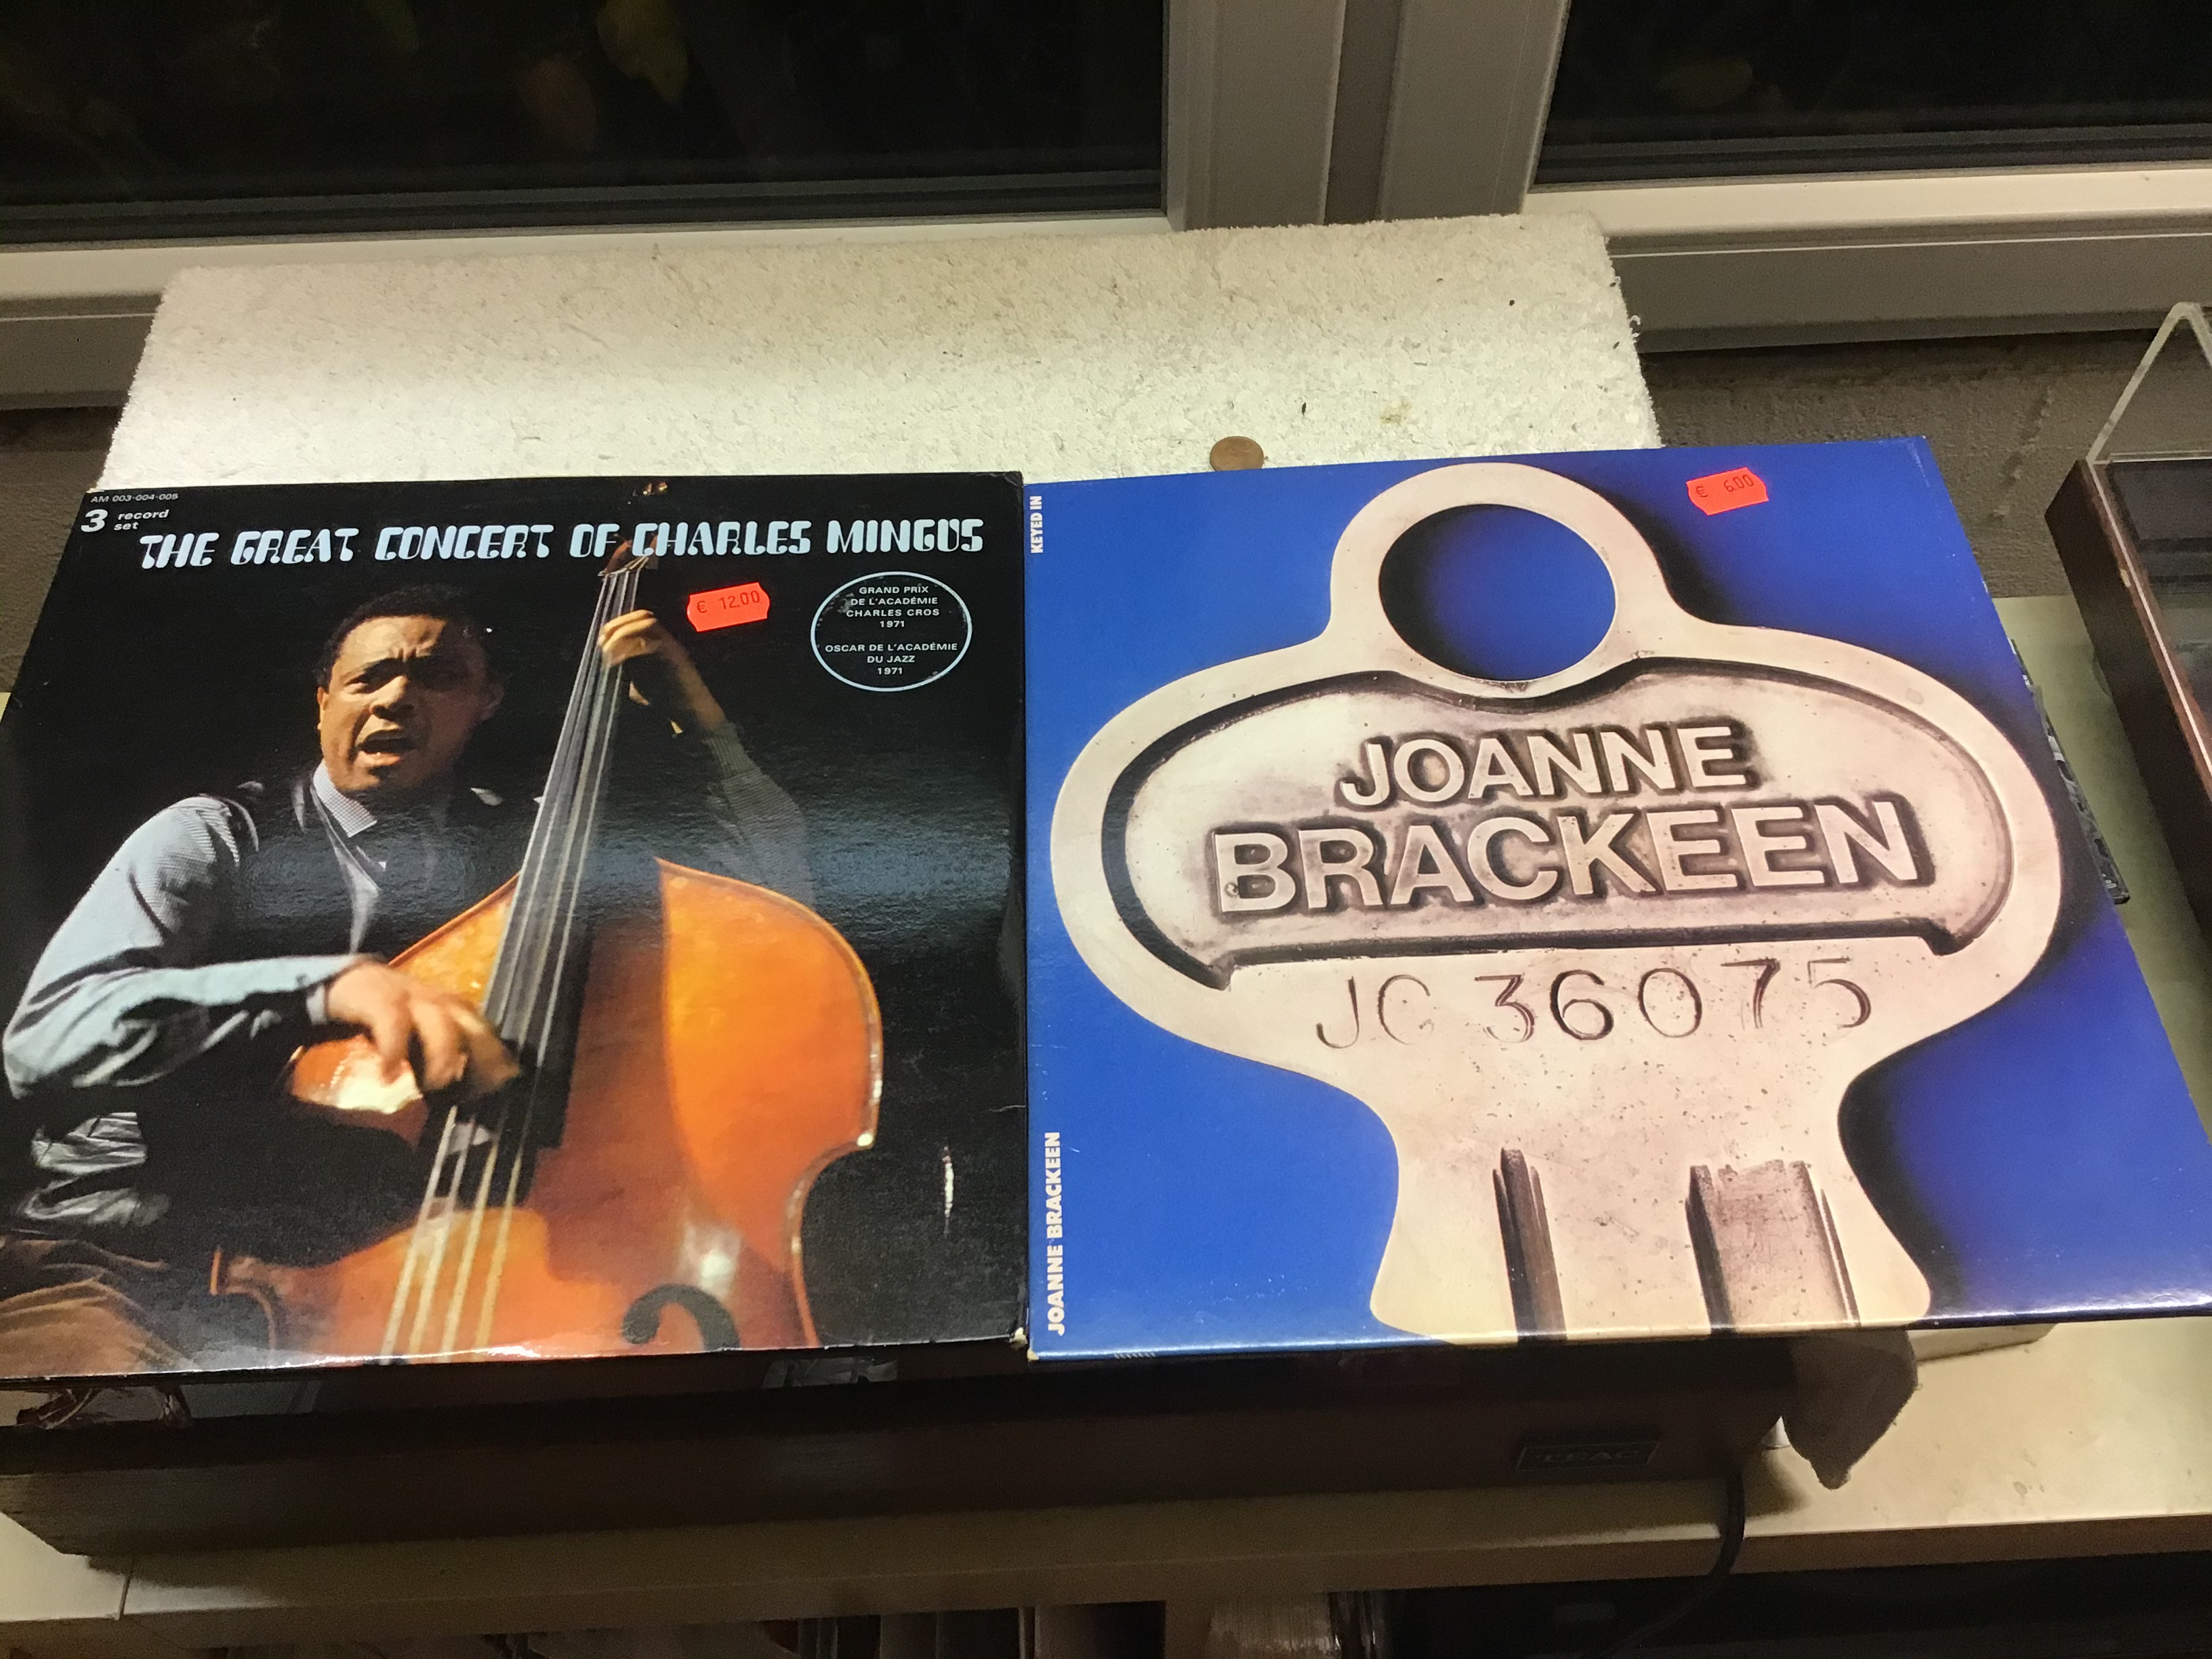 AM 003-004-005
3 record
set
THE GREAT CONCERT OF CHARLES MINGUS
€ 12.00
GRAND PRIX
DE L'ACADÉMIE
CHARLES CROS
1971
OSCAR DE L'ACADÉMIE
DU JAZZ
1971
KEYED IN
JOANNE BRACKEEN
€ 6.00
JOANNE
BRACKEEN
JC 36075
TEAC